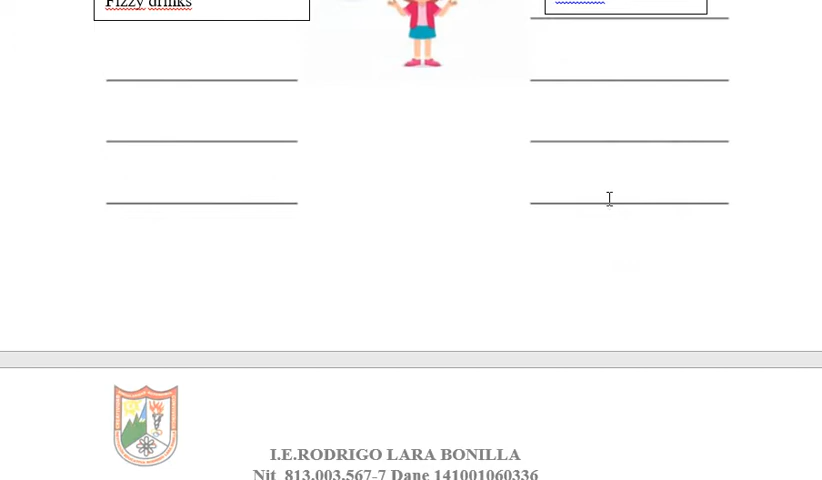 Fizzy drinks
I.E.RODRIGO LARA BONILLA
Nit 813.003.567-7 Dane 141001060336